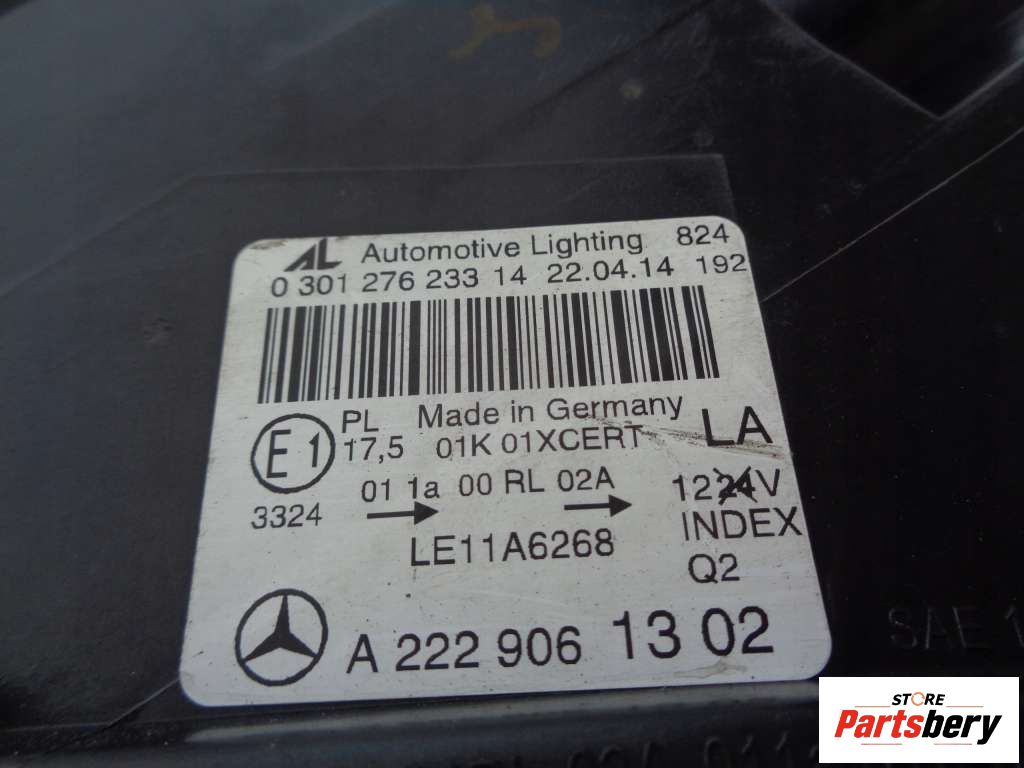 AL Automotive Lighting 824
0 301 276 233 14 22.04.14 192
PL Made in Germany
E1 17,5 01K 01XCERT LA
01 1a 00 RL 02A 1224V
3324 INDEX
LE11A6268 Q2
A 222 906 13 02
SAE 1
STORE
Partsbery